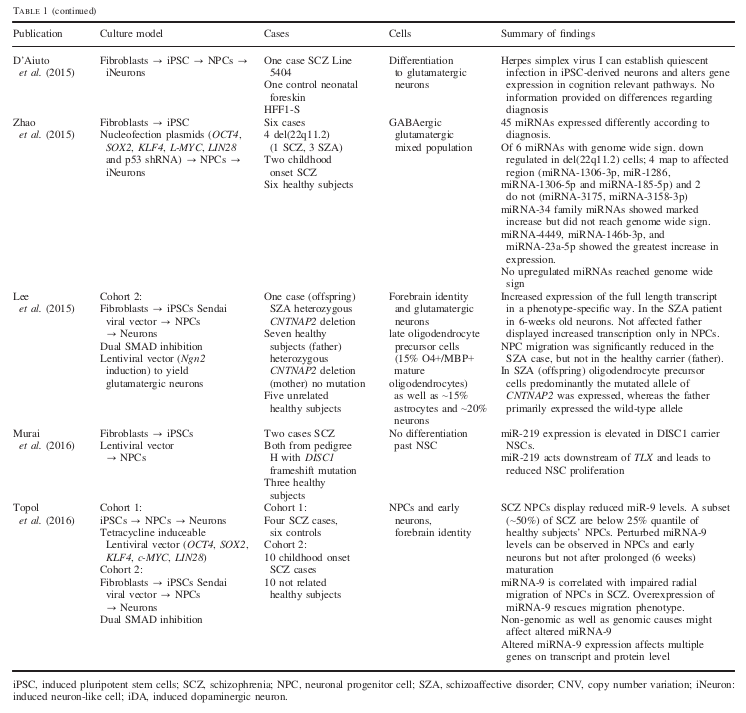 TABLE 1 (continued)
Publication
Culture model
Cases
Cells
Summary of findings
D'Aiuto
et al. (2015)
Fibroblasts → iPSC → NPCs →
iNeurons
One case SCZ Line
5404
One control neonatal
foreskin
HFF1-S
Differentiation
to glutamatergic
neurons
Herpes simplex virus I can establish quiescent
infection in iPSC-derived neurons and alters gene
expression in cognition relevant pathways. No
information provided on differences regarding
diagnosis
Zhao
et al. (2015)
Fibroblasts → iPSC
Nucleofection plasmids (OCT4,
SOX2, KLF4, L-MYC, LIN28
and p53 shRNA) → NPCs →
iNeurons
Six cases
4 del(22q11.2)
(1 SCZ, 3 SZA)
Two childhood
onset SCZ
Six healthy subjects
GABAergic
glutamatergic
mixed population
45 miRNAs expressed differently according to
diagnosis.
Of 6 miRNAs with genome wide sign. down
regulated in del(22q11.2) cells; 4 map to affected
region (miRNA-1306-3p, miR-1286,
miRNA-1306-5p and miRNA-185-5p) and 2
do not (miRNA-3175, miRNA-3158-3p)
miRNA-34 family miRNAs showed marked
increase but did not reach genome wide sign.
miRNA-4449, miRNA-146b-3p, and
miRNA-23a-5p showed the greatest increase in
expression.
No upregulated miRNAs reached genome wide
sign
Lee
et al. (2015)
Cohort 2:
Fibroblasts → iPSCs Sendai
viral vector → NPCs
→ Neurons
Dual SMAD inhibition
Lentiviral vector (Ngn2
induction) to yield
glutamatergic neurons
One case (offspring)
SZA heterozygous
CNTNAP2 deletion
Seven healthy
subjects (father)
heterozygous
CNTNAP2 deletion
(mother) no mutation
Five unrelated
healthy subjects
Forebrain identity
and glutamatergic
neurons
late oligodendrocyte
precursor cells
(15% O4+/MBP+
mature
oligodendrocytes)
as well as ~15%
astrocytes and ~20%
neurons
Increased expression of the full length transcript
in a phenotype-specific way. In the SZA patient
in 6-weeks old neurons. Not affected father
displayed increased transcription only in NPCs.
NPC migration was significantly reduced in the
SZA case, but not in the healthy carrier (father).
In SZA (offspring) oligodendrocyte precursor
cells predominantly the mutated allele of
CNTNAP2 was expressed, whereas the father
primarily expressed the wild-type allele
Murai
et al. (2016)
Fibroblasts → iPSCs
Lentiviral vector
→ NPCs
Two cases SCZ
Both from pedigree
H with DISC1
frameshift mutation
Three healthy
subjects
No differentiation
past NSC
miR-219 expression is elevated in DISC1 carrier
NSCs.
miR-219 acts downstream of TLX and leads to
reduced NSC proliferation
Topol
et al. (2016)
Cohort 1:
iPSCs → NPCs → Neurons
Tetracycline induceable
Lentiviral vector (OCT4, SOX2,
KLF4, c-MYC, LIN28)
Cohort 2:
Fibroblasts → iPSCs Sendai
viral vector → NPCs
→ Neurons
Dual SMAD inhibition
Cohort 1:
Four SCZ cases,
six controls
Cohort 2:
10 childhood onset
SCZ cases
10 not related
healthy subjects
NPCs and early
neurons,
forebrain identity
SCZ NPCs display reduced miR-9 levels. A subset
(~50%) of SCZ are below 25% quantile of
healthy subjects' NPCs. Perturbed miRNA-9
levels can be observed in NPCs and early
neurons but not after prolonged (6 weeks)
maturation
miRNA-9 is correlated with impaired radial
migration of NPCs in SCZ. Overexpression of
miRNA-9 rescues migration phenotype.
Non-genomic as well as genomic causes might
affect altered miRNA-9
Altered miRNA-9 expression affects multiple
genes on transcript and protein level
iPSC, induced pluripotent stem cells; SCZ, schizophrenia; NPC, neuronal progenitor cell; SZA, schizoaffective disorder; CNV, copy number variation; iNeuron:
induced neuron-like cell; iDA, induced dopaminergic neuron.